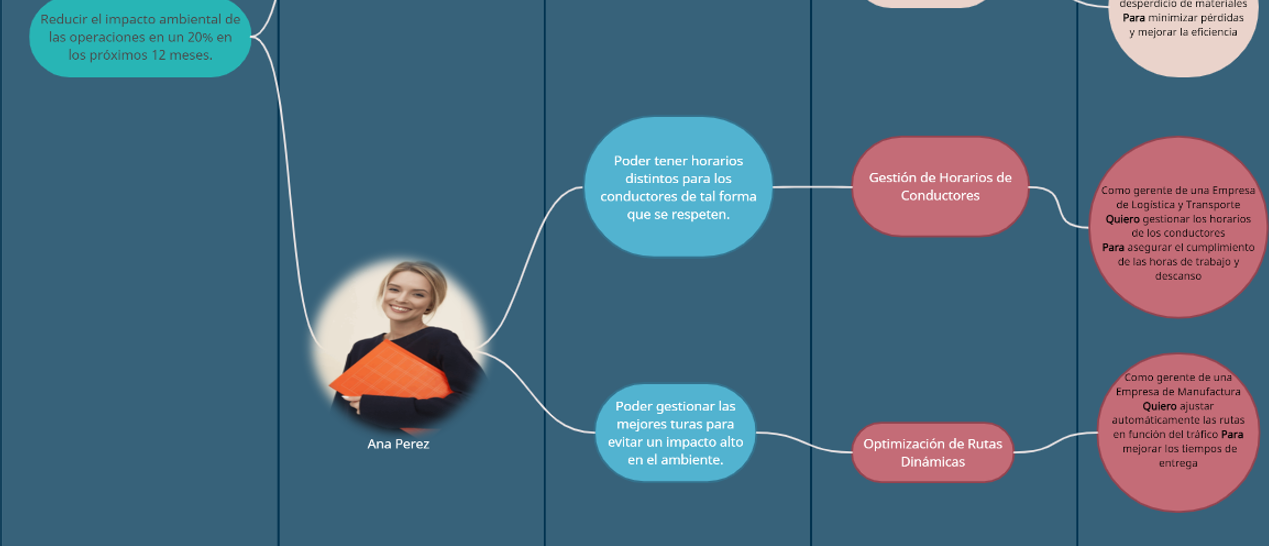 Reducir el impacto ambiental de
las operaciones en un 20% en
los próximos 12 meses.
desperdicio de materiales
Para minimizar pérdidas
y mejorar la eficiencia
Poder tener horarios
distintos para los
conductores de tal forma
que se respeten.
Gestión de Horarios de
Conductores
Como gerente de una Empresa
de Logística y Transporte
Quiero gestionar los horarios
de los conductores
Para asegurar el cumplimiento
de las horas de trabajo y
descanso
Ana Perez
Poder gestionar las
mejores turas para
evitar un impacto alto
en el ambiente.
Optimización de Rutas
Dinámicas
Como gerente de una
Empresa de Manufactura
Quiero ajustar
automáticamente las rutas
en función del tráfico Para
mejorar los tiempos de
entrega